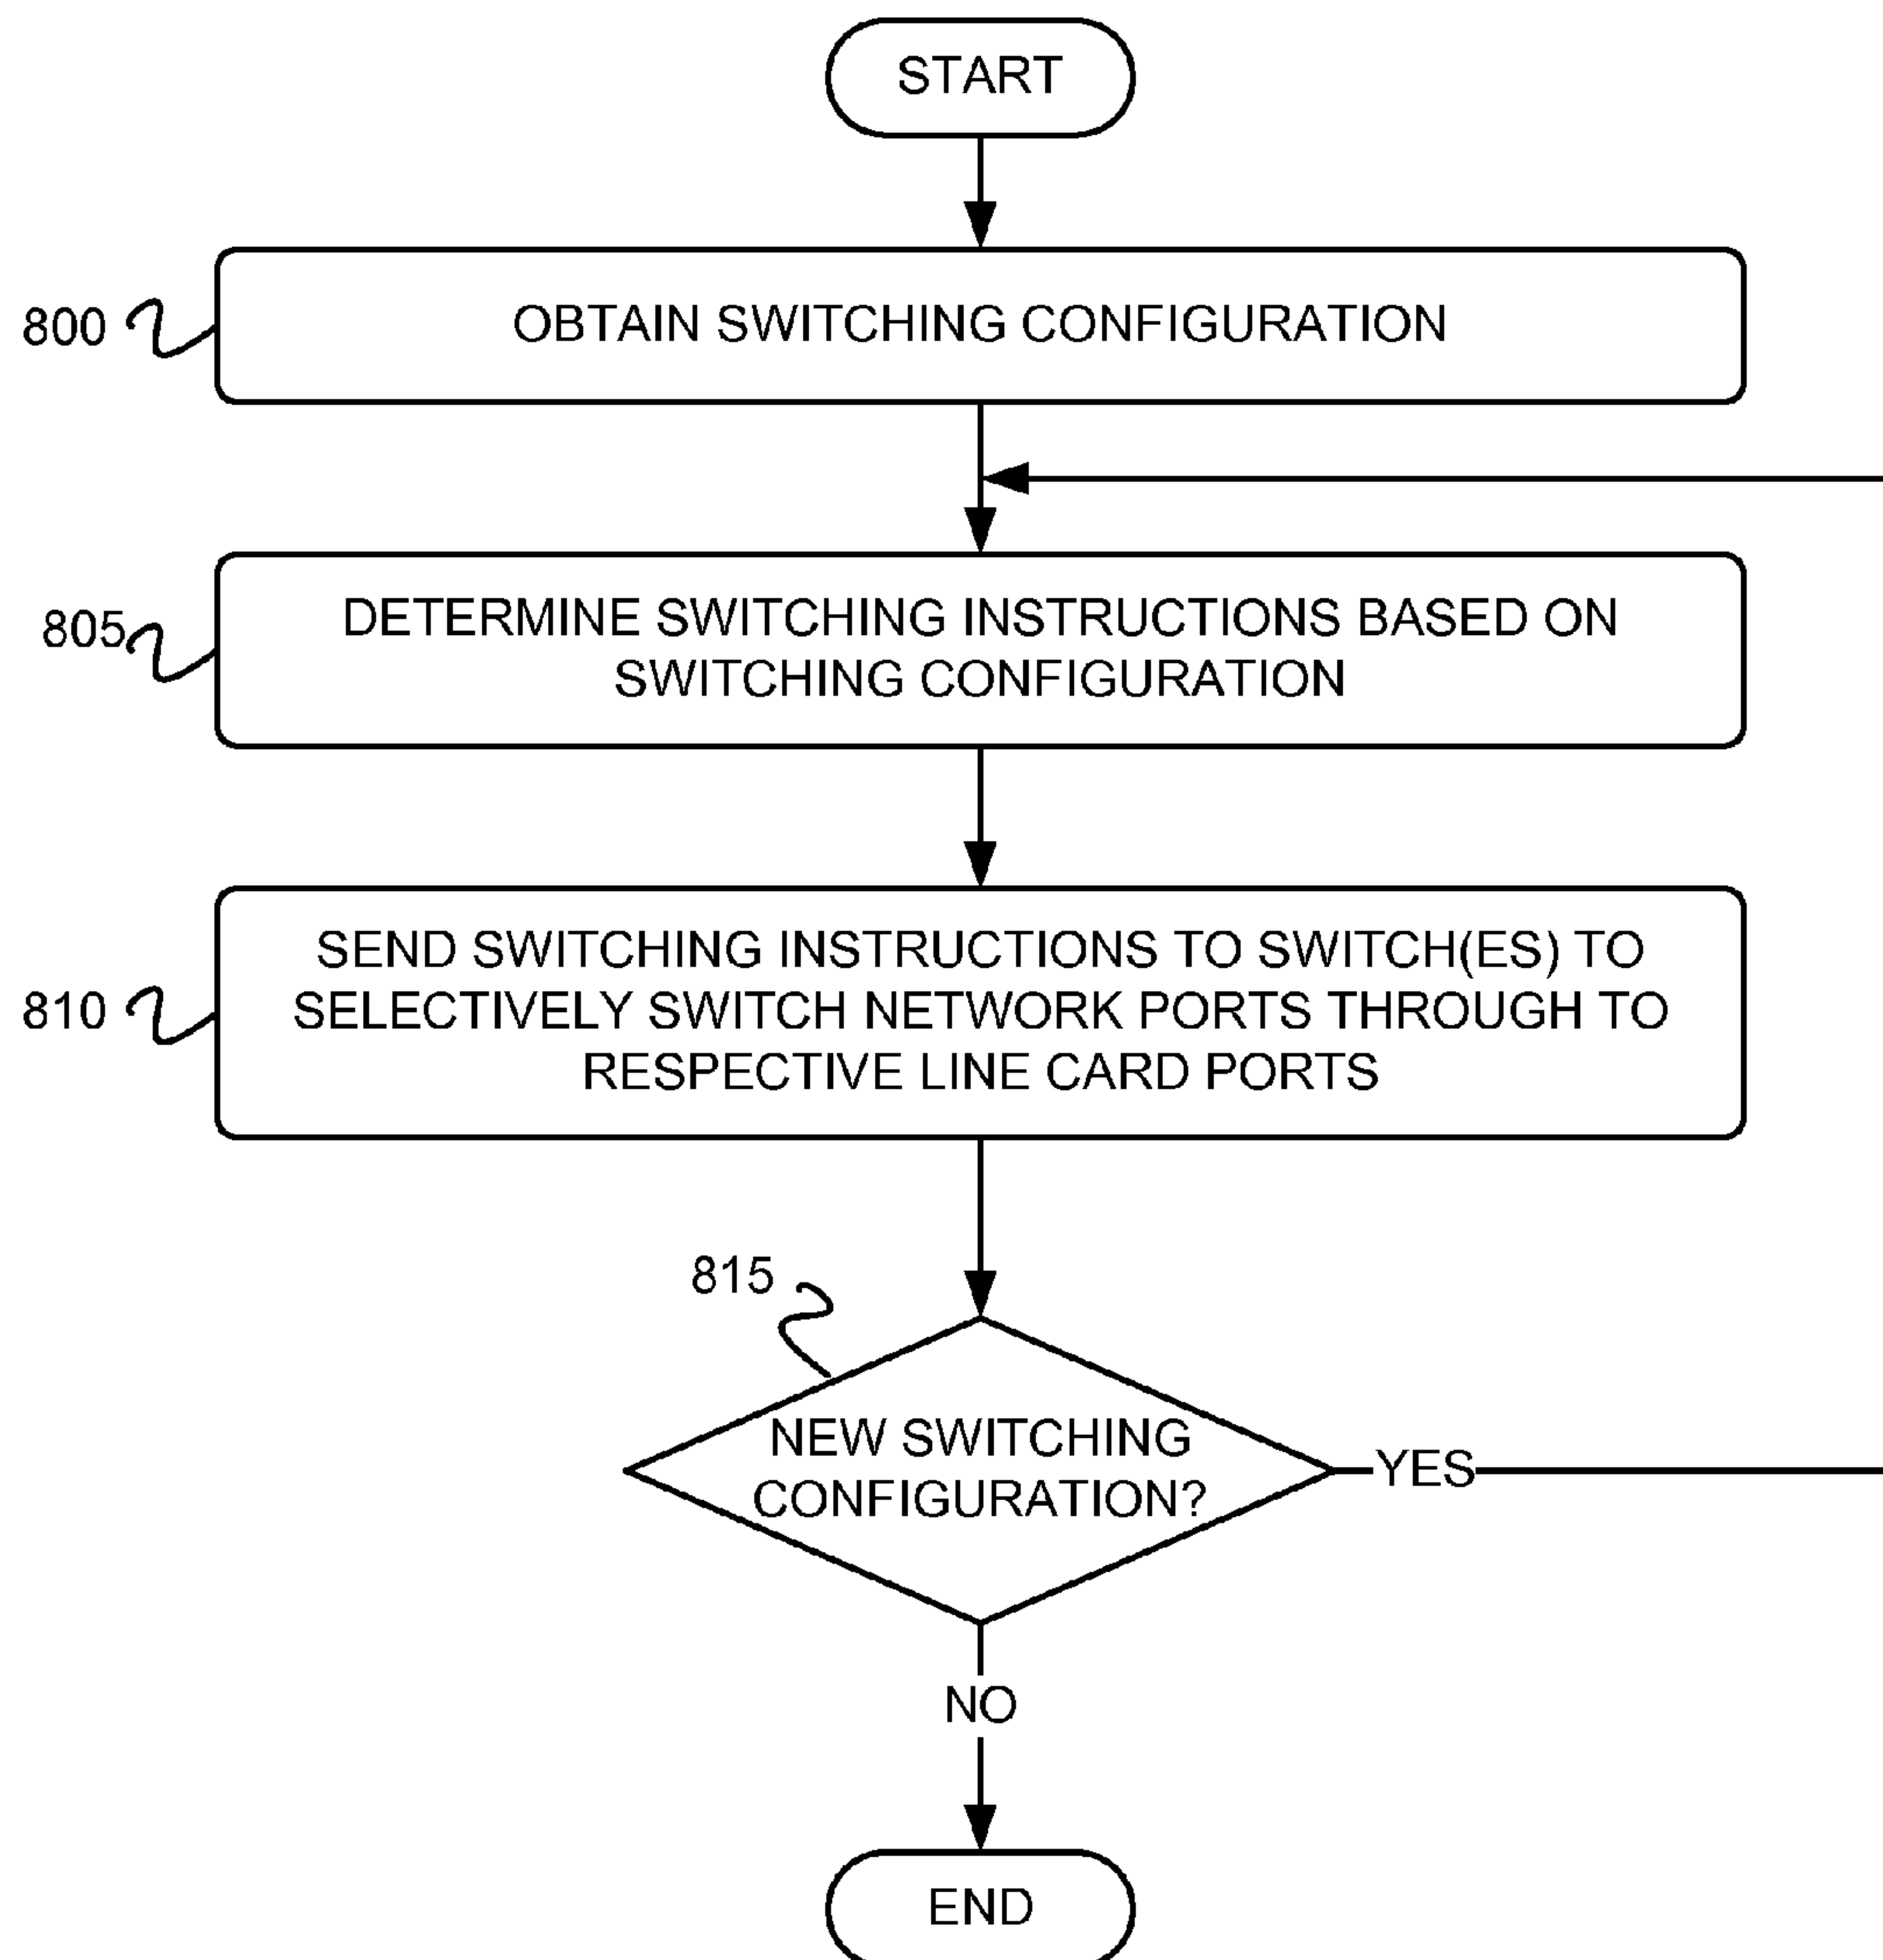 START
800
OBTAIN SWITCHING CONFIGURATION
805
DETERMINE SWITCHING INSTRUCTIONS BASED ON
SWITCHING CONFIGURATION
810
SEND SWITCHING INSTRUCTIONS TO SWITCH(ES) TO
SELECTIVELY SWITCH NETWORK PORTS THROUGH TO
RESPECTIVE LINE CARD PORTS
815
NEW SWITCHING
CONFIGURATION?
YES
NO
END